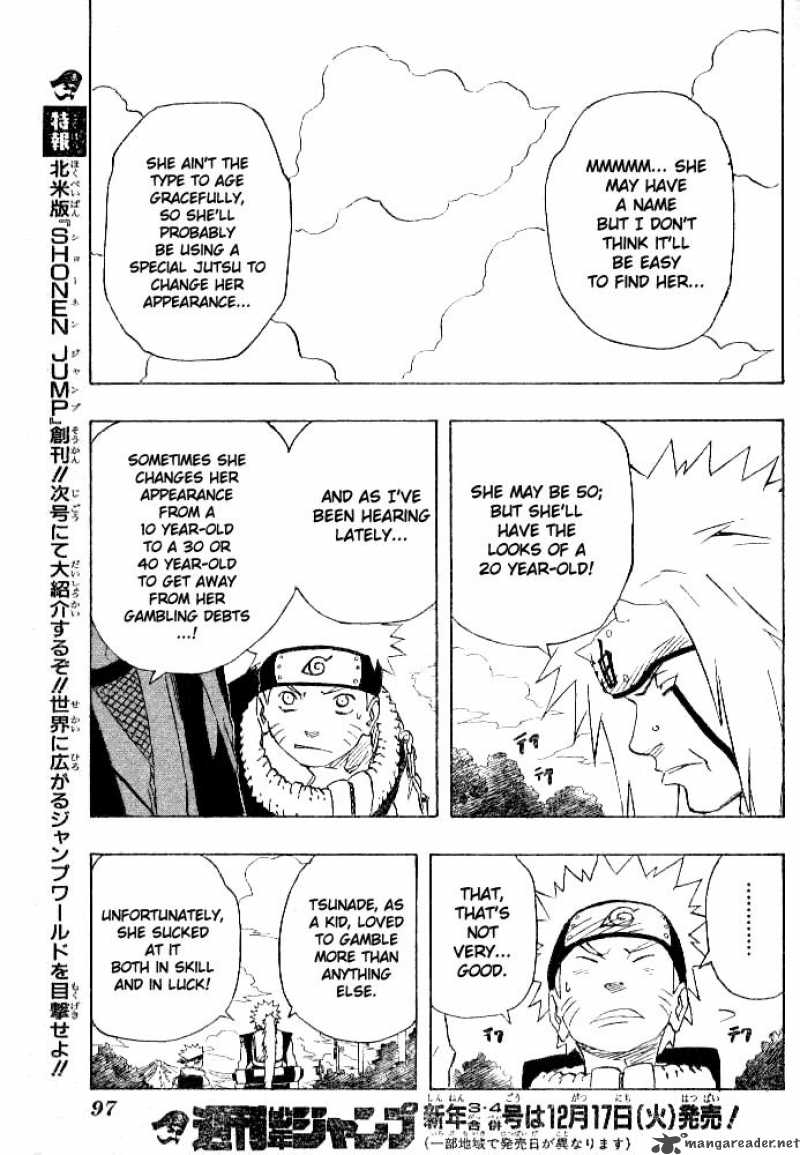 MMMMM... SHE
MAY HAVE
A NAME
BUT I DON'T
THINK IT'LL
BE EASY
TO FIND HER...
SHE AIN'T THE
TYPE TO AGE
GRACEFULLY,
SO SHE'LL
PROBABLY
BE USING A
SPECIAL JUTSU TO
CHANGE HER
APPEARANCE...
SHE MAY BE 50;
BUT SHE'LL
HAVE THE
LOOKS OF A
20 YEAR-OLD!
テク
テク
AND AS I'VE
BEEN HEARING
LATELY...
SOMETIMES SHE
CHANGES HER
APPEARANCE
FROM A
10 YEAR-OLD
TO A 30 OR
40 YEAR-OLD
TO GET AWAY
FROM HER
GAMBLING DEBTS
...!
..........
THAT,
THAT'S
NOT
VERY...
GOOD.
テク
テク
TSUNADE, AS
A KID, LOVED
TO GAMBLE
MORE THAN
ANYTHING
ELSE.
UNFORTUNATELY,
SHE SUCKED
AT IT
BOTH IN SKILL
AND IN LUCK!
特報
北米版『SHONEN JUMP』創刊!!次号にて大紹介するぞ!!世界に広がるジャンプワールドを目撃せよ!!
97
週刊少年ジャンプ
新年3・4合併号は12月17日(火)発売!
(一部地域で発売日が異なります)
mangareader.net